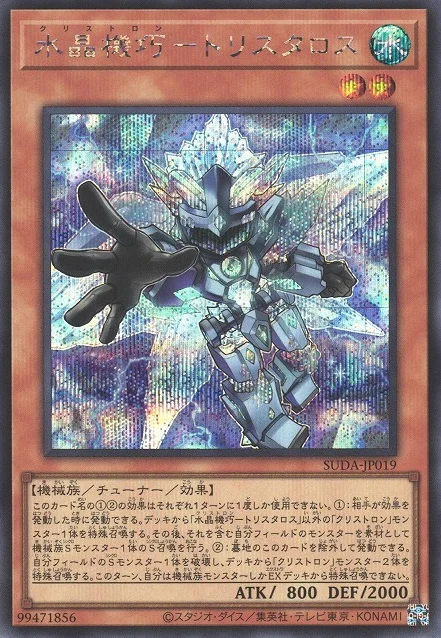 クリストロン
水晶機巧－トリスタロス
水
SUDA-JP019
【機械族／チューナー／効果】
このカード名の①②の効果はそれぞれ1ターンに1度しか使用できない。①：相手が効果を
発動した時に発動できる。デッキから「水晶機巧－トリスタロス」以外の「クリストロン」モン
スター1体を特殊召喚する。その後、それを含む自分フィールドのモンスターを素材として
機械族Sモンスター1体のS召喚を行う。②：墓地のこのカードを除外して発動できる。
自分フィールドのSモンスター1体を破壊し、デッキから「クリストロン」モンスター2体を
特殊召喚する。このターン、自分は機械族モンスターしかEXデッキから特殊召喚できない。
ATK/ 800 DEF/2000
99471856
©スタジオ・ダイス／集英社・テレビ東京・KONAMI